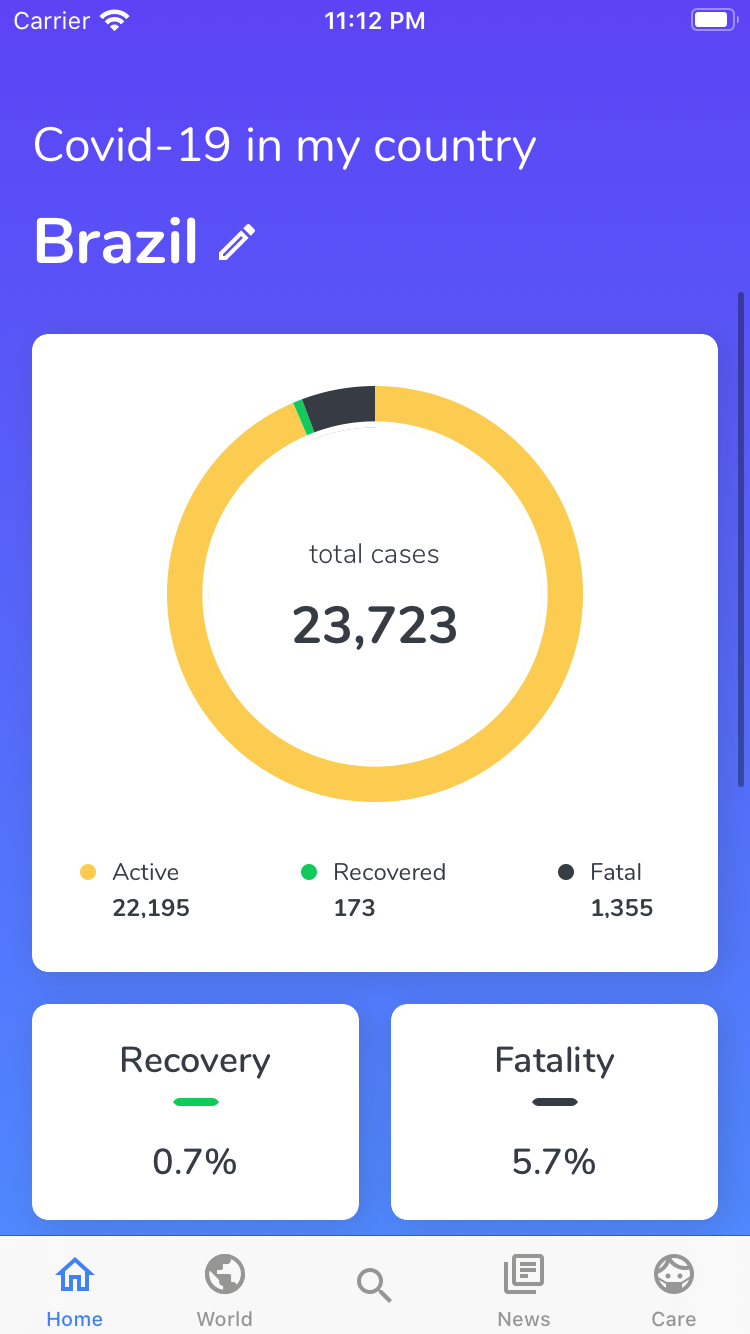 Carrier 11:12 PM
Covid-19 in my country
Brazil
total cases
23,723
Active Recovered Fatal
22,195 173 1,355
Recovery Fatality
0.7% 5.7%
Home World News Care